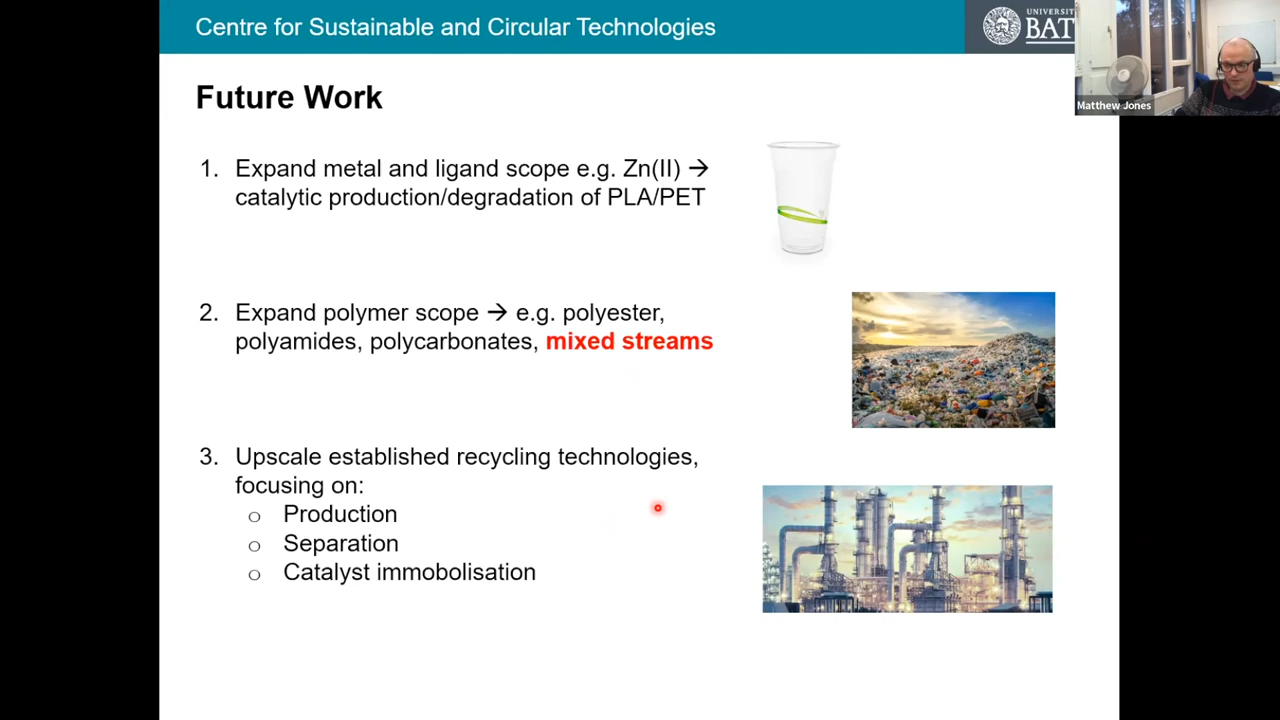 Centre for Sustainable and Circular Technologies
UNIVERSIT
BAT
Matthew Jones
Future Work
1. Expand metal and ligand scope e.g. Zn(II) →
catalytic production/degradation of PLA/PET
2. Expand polymer scope → e.g. polyester,
polyamides, polycarbonates, mixed streams
3. Upscale established recycling technologies,
focusing on:
o Production
o Separation
o Catalyst immobolisation